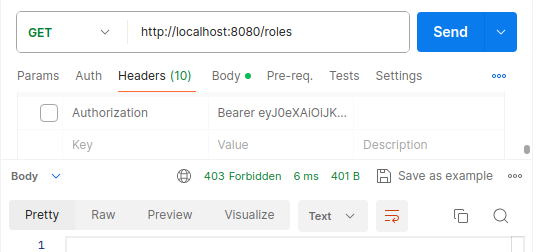 GET http://localhost:8080/roles Send
Params Auth Headers (10) Body Pre-req. Tests Settings
Authorization Bearer eyJ0eXAiOiJK...
Key Value Description
Body 403 Forbidden 6 ms 401 B Save as example
Pretty Raw Preview Visualize Text
1